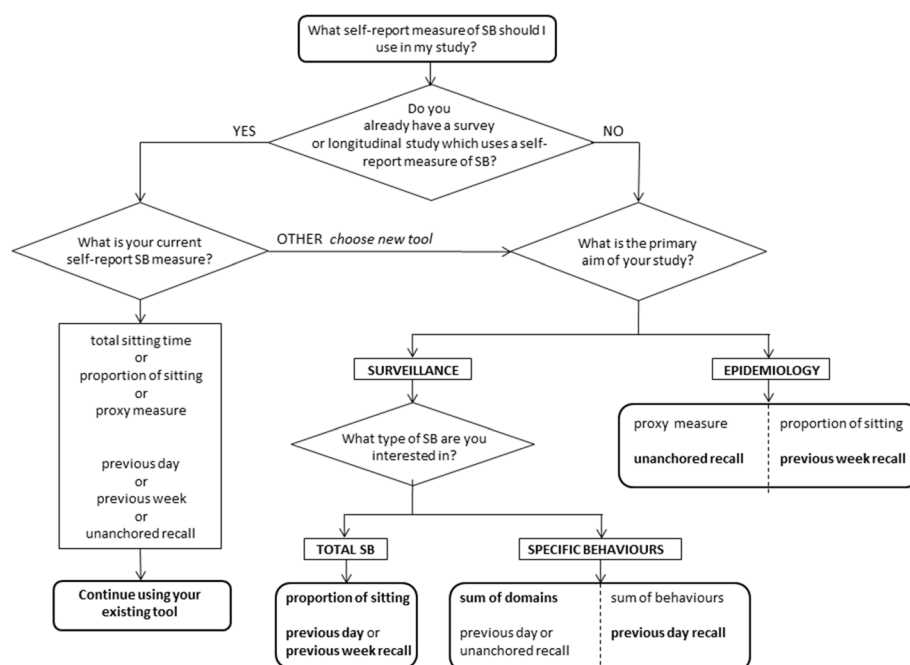 What self-report measure of SB should I
use in my study?
Do you
already have a survey
or longitudinal study which uses a self-
report measure of SB?
YES
NO
What is your current
self-report SB measure?
OTHER choose new tool
What is the primary
aim of your study?
total sitting time
or
proportion of sitting
or
proxy measure
previous day
or
previous week
or
unanchored recall
Continue using your
existing tool
SURVEILLANCE
EPIDEMIOLOGY
What type of SB are you
interested in?
proxy measure
unanchored recall
proportion of sitting
previous week recall
TOTAL SB
SPECIFIC BEHAVIOURS
proportion of sitting
previous day or
previous week recall
sum of domains
previous day or
unanchored recall
sum of behaviours
previous day recall